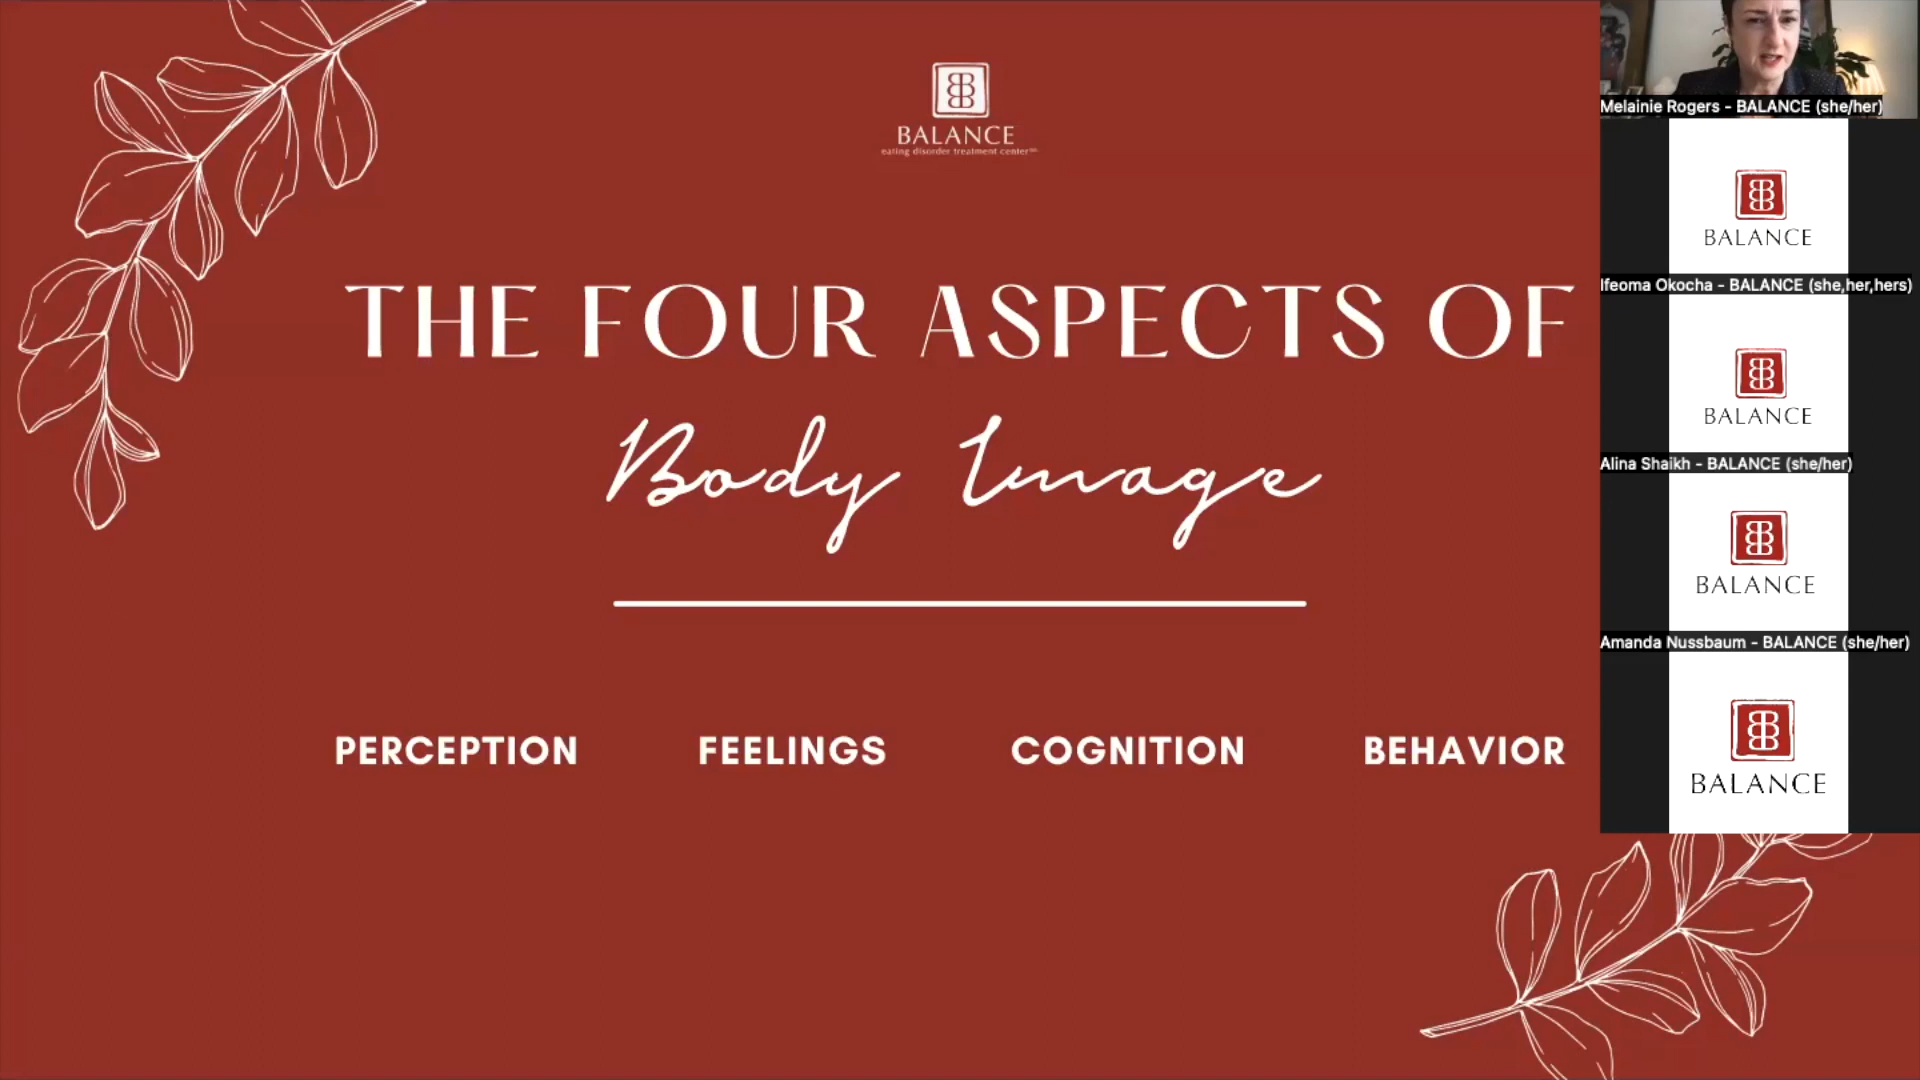 BALANCE
eating disorder treatment center
THE FOUR ASPECTS OF
Body Image
PERCEPTION FEELINGS COGNITION BEHAVIOR
Melainie Rogers - BALANCE (she/her)
BALANCE
Ifeoma Okocha - BALANCE (she,her,hers)
BALANCE
Alina Shaikh - BALANCE (she/her)
BALANCE
Amanda Nussbaum - BALANCE (she/her)
BALANCE